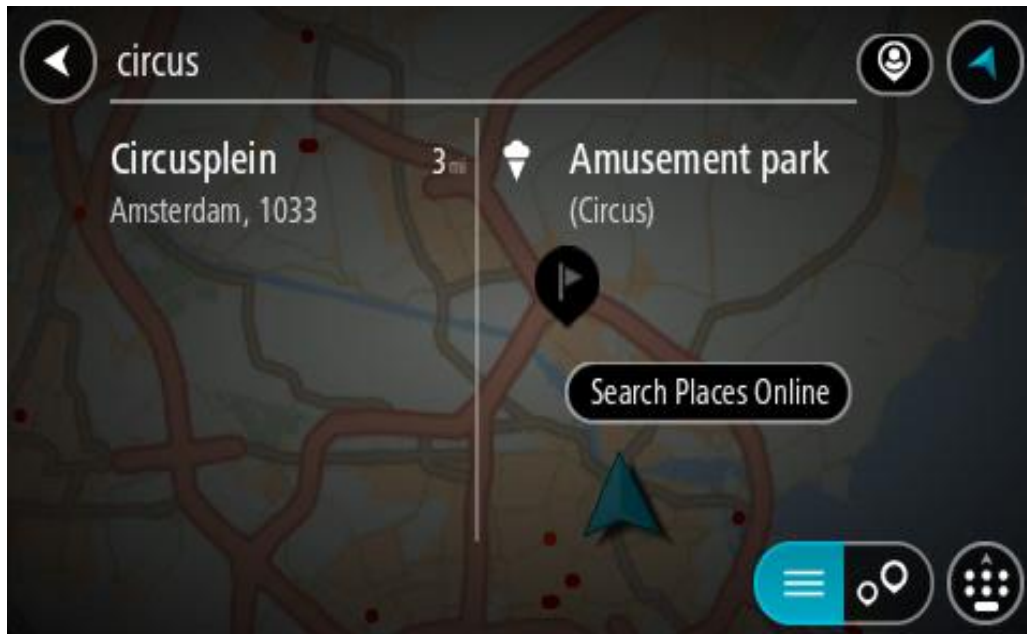 circus
Circusplein 3 mi
Amsterdam, 1033
Amusement park
(Circus)
Search Places Online